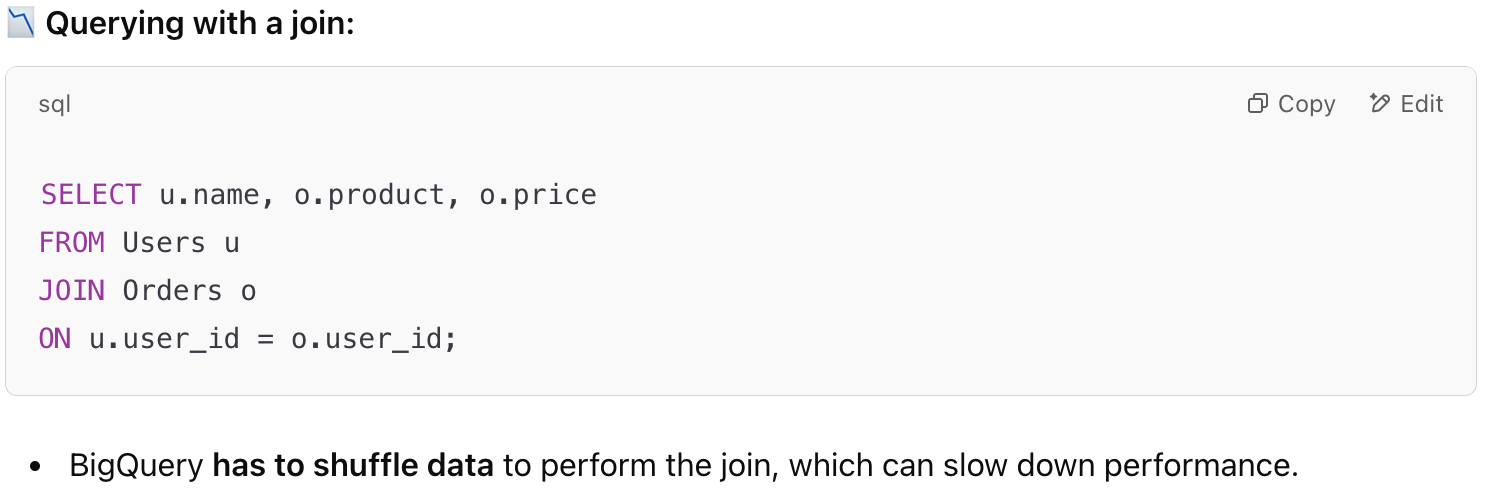 📉 Querying with a join:
sql
Copy
Edit
SELECT u.name, o.product, o.price
FROM Users u
JOIN Orders o
ON u.user_id = o.user_id;
• BigQuery has to shuffle data to perform the join, which can slow down performance.